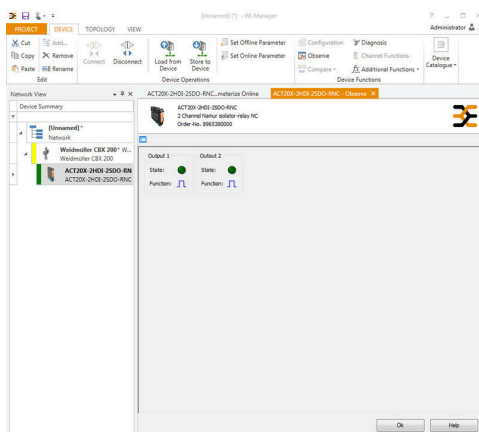 [Unnamed] (*) - WI-Manager
PROJECT DEVICE TOPOLOGY VIEW Administrator
Cut Add... Set Offline Parameter Configuration Diagnosis
Copy Remove Connect Disconnect Load from Device Store to Device Set Online Parameter Observe Channel Functions Device Catalogue
Paste Rename Compare Additional Functions
Edit Device Operations Device Functions
Network View ACT20X-2HDI-2SDO-RNC...meterize Online ACT20X-2HDI-2SDO-RNC - Observe
Device Summary
ACT20X-2HDI-2SDO-RNC
2 Channel Namur isolator-relay NC
Order-No. 8965380000
[Unnamed]*
Network
Weidmuller CBX 200* W...
Weidmuller CBX 200
ACT20X-2HDI-2SDO-RN
ACT20X-2HDI-2SDO-RNC
Output 1 Output 2
State: State:
Function: Function:
Ok Help